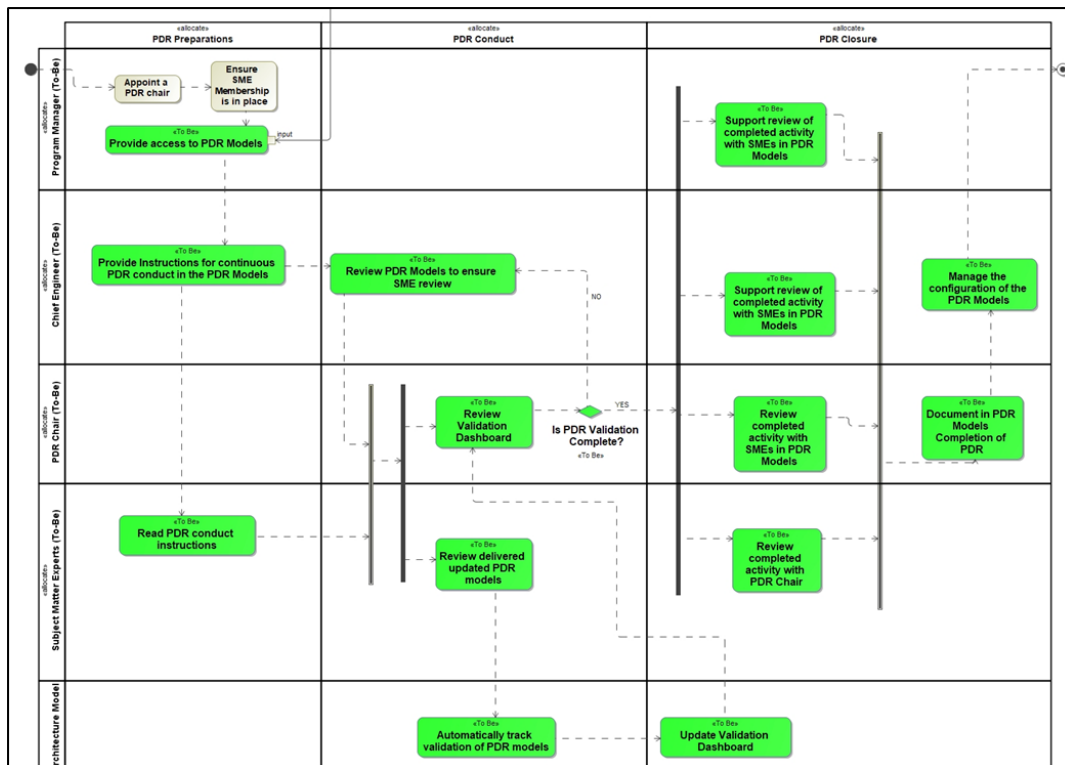 «allocate»
PDR Preparations
«allocate»
PDR Conduct
«allocate»
PDR Closure
«allocate»
Program Manager (To-Be)
Appoint a
PDR chair
Ensure
SME
Membership
is in place
«To Be»
Provide access to PDR Models
input
«To Be»
Support review of
completed activity
with SMEs in PDR
Models
«allocate»
Chief Engineer (To-Be)
«To Be»
Provide Instructions for continuous
PDR conduct in the PDR Models
«To Be»
Review PDR Models to ensure
SME review
NO
«To Be»
Support review of
completed activity
with SMEs in PDR
Models
«To Be»
Manage the
configuration of the
PDR Models
«allocate»
PDR Chair (To-Be)
«To Be»
Review
Validation
Dashboard
YES
Is PDR Validation
Complete?
«To Be»
«To Be»
Review
completed
activity with
SMEs in PDR
Models
«To Be»
Document in PDR
Models
Completion of
PDR
«allocate»
Subject Matter Experts (To-Be)
«To Be»
Read PDR conduct
instructions
«To Be»
Review delivered
updated PDR
models
«To Be»
Review
completed
activity with
PDR Chair
rchitecture Model
«To Be»
Automatically track
validation of PDR models
«To Be»
Update Validation
Dashboard